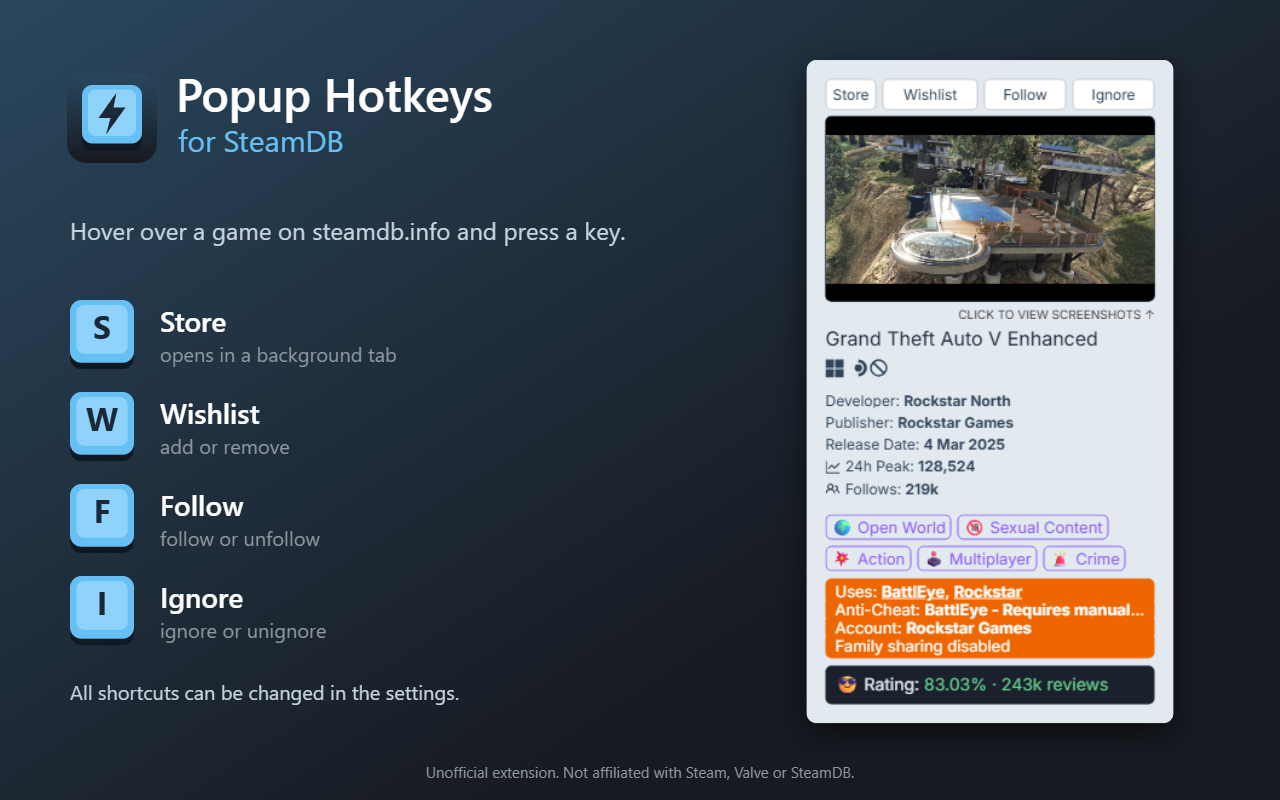 Popup Hotkeys
for SteamDB
Hover over a game on steamdb.info and press a key.
S
Store
opens in a background tab
W
Wishlist
add or remove
F
Follow
follow or unfollow
I
Ignore
ignore or unignore
All shortcuts can be changed in the settings.
Store Wishlist Follow Ignore
CLICK TO VIEW SCREENSHOTS ↑
Grand Theft Auto V Enhanced
Developer: Rockstar North
Publisher: Rockstar Games
Release Date: 4 Mar 2025
24h Peak: 128,524
Follows: 219k
Open World Sexual Content
Action Multiplayer Crime
Uses: BattlEye, Rockstar
Anti-Cheat: BattlEye - Requires manual...
Account: Rockstar Games
Family sharing disabled
Rating: 83.03% · 243k reviews
Unofficial extension. Not affiliated with Steam, Valve or SteamDB.